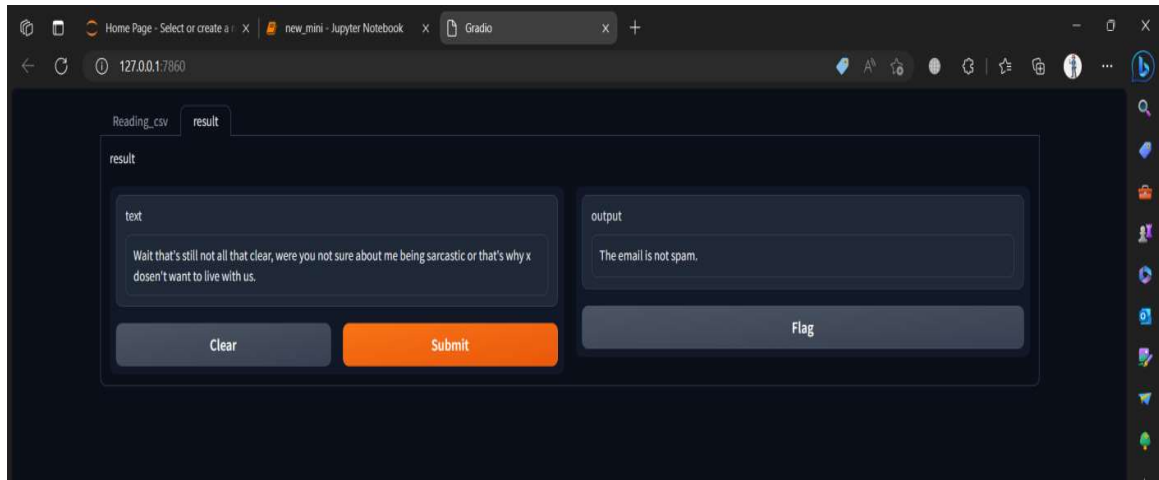 Home Page - Select or create a
new_mini - Jupyter Notebook
Gradio
127.0.0.1:7860
Reading_csv
result
result
text
Wait that's still not all that clear, were you not sure about me being sarcastic or that's why x
dosen't want to live with us.
Clear
Submit
output
The email is not spam.
Flag